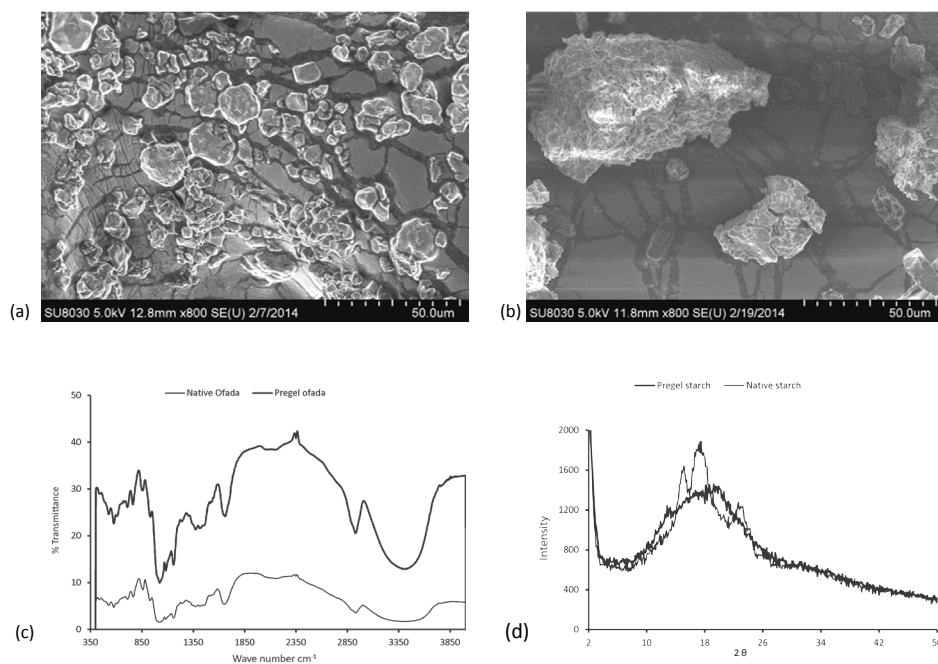 (a)
SU8030 5.0kV 12.8mm x800 SE(U) 2/7/2014
50.0um
(b)
SU8030 5.0kV 11.8mm x800 SE(U) 2/19/2014
50.0um
Native Ofada
Pregel ofada
50
40
30
20
10
0
% Transmittance
350
850
1350
1850
2350
2850
3350
3850
Wave number cm-1
(c)
Pregel starch
Native starch
2000
1600
1200
800
400
0
Intensity
2
10
18
26
34
42
50
2 θ
(d)